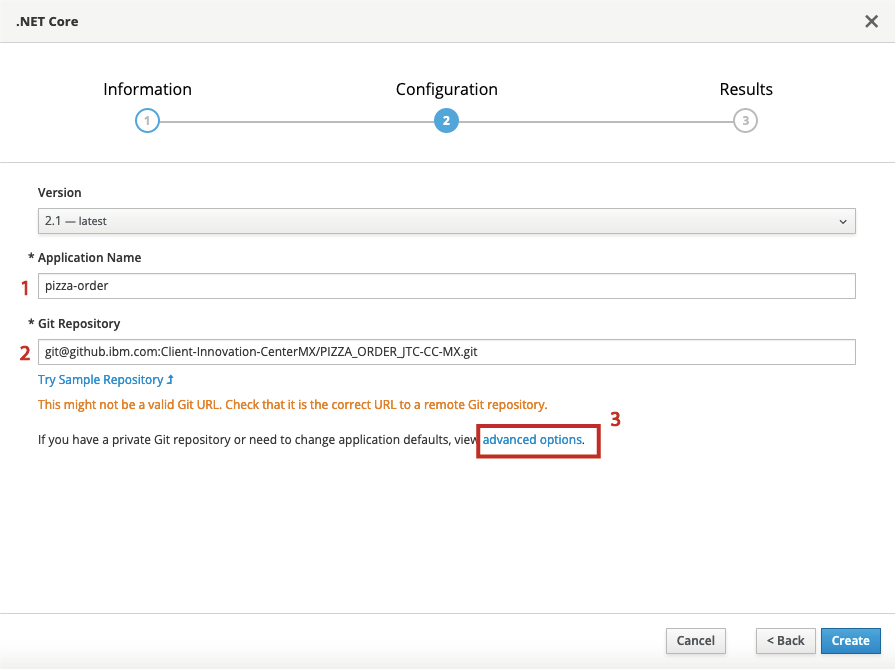 .NET Core
Information
Configuration
Results
1
2
3
Version
2.1 — latest
* Application Name
1
pizza-order
* Git Repository
2
git@github.ibm.com:Client-Innovation-CenterMX/PIZZA_ORDER_JTC-CC-MX.git
Try Sample Repository
This might not be a valid Git URL. Check that it is the correct URL to a remote Git repository.
3
If you have a private Git repository or need to change application defaults, view advanced options.
Cancel
< Back
Create